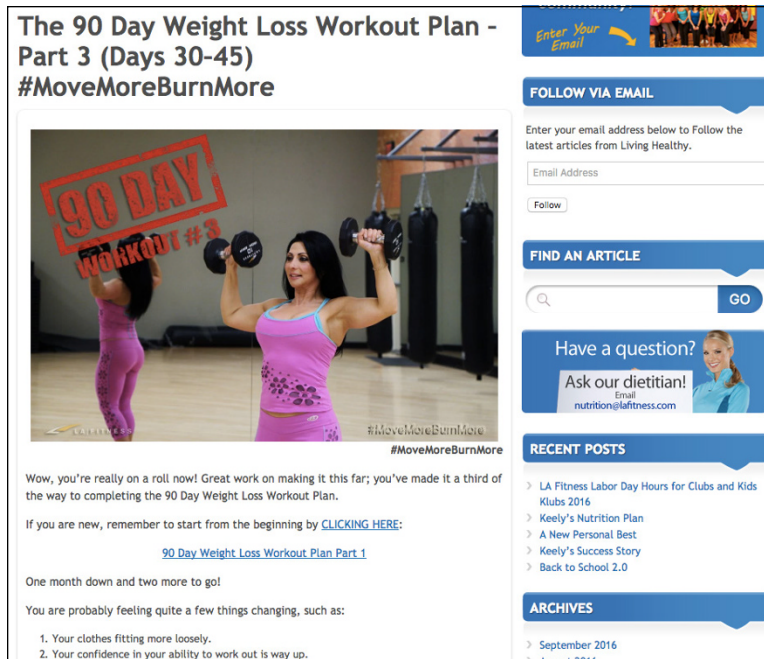 The 90 Day Weight Loss Workout Plan –
Part 3 (Days 30-45)
#MoveMoreBurnMore
90 DAY
WORKOUT #3
LA FITNESS
#MoveMoreBurnMore
#MoveMoreBurnMore
Wow, you're really on a roll now! Great work on making it this far; you've made it a third of
the way to completing the 90 Day Weight Loss Workout Plan.
If you are new, remember to start from the beginning by CLICKING HERE:
90 Day Weight Loss Workout Plan Part 1
One month down and two more to go!
You are probably feeling quite a few things changing, such as:
1. Your clothes fitting more loosely.
2. Your confidence in your ability to work out is way up.
Enter Your
Email
FOLLOW VIA EMAIL
Enter your email address below to Follow the
latest articles from Living Healthy.
Email Address
Follow
FIND AN ARTICLE
GO
Have a question?
Ask our dietitian!
Email
nutrition@lafitness.com
RECENT POSTS
LA Fitness Labor Day Hours for Clubs and Kids
Klubs 2016
Keely's Nutrition Plan
A New Personal Best
Keely's Success Story
Back to School 2.0
ARCHIVES
September 2016